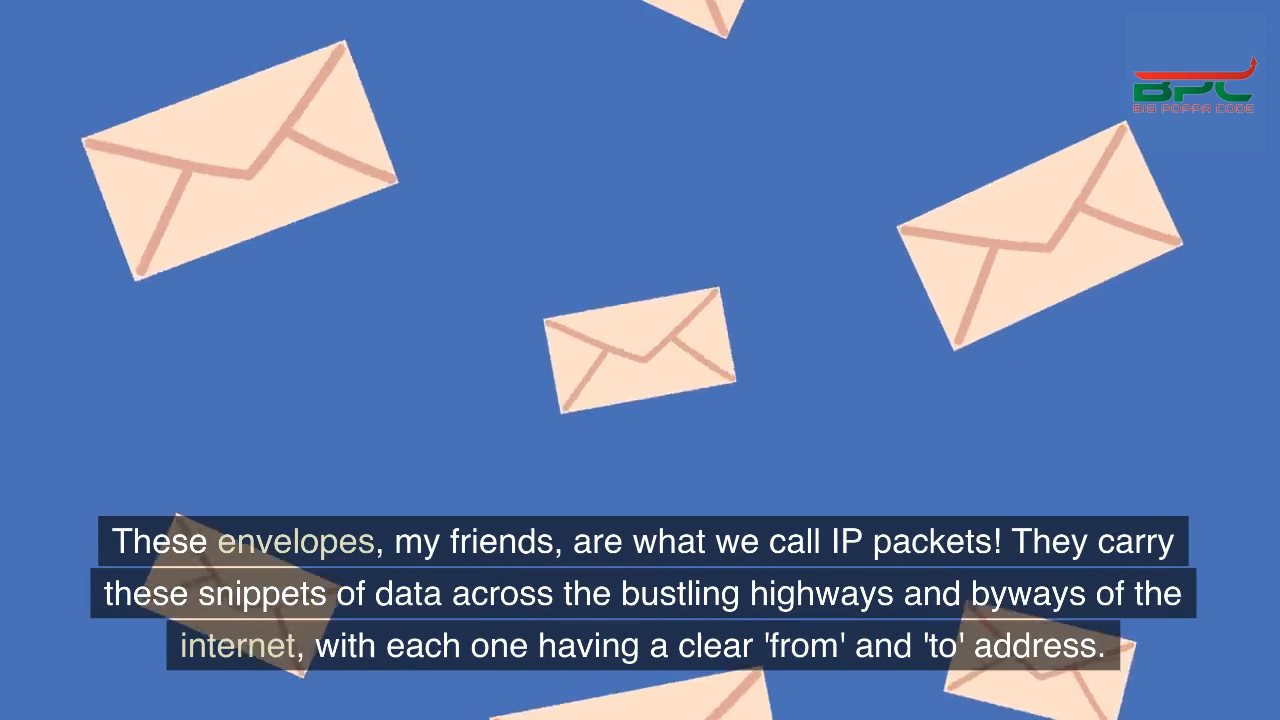 BPC
BIG POPPA CODE
These envelopes, my friends, are what we call IP packets! They carry
these snippets of data across the bustling highways and byways of the
internet, with each one having a clear 'from' and 'to' address.